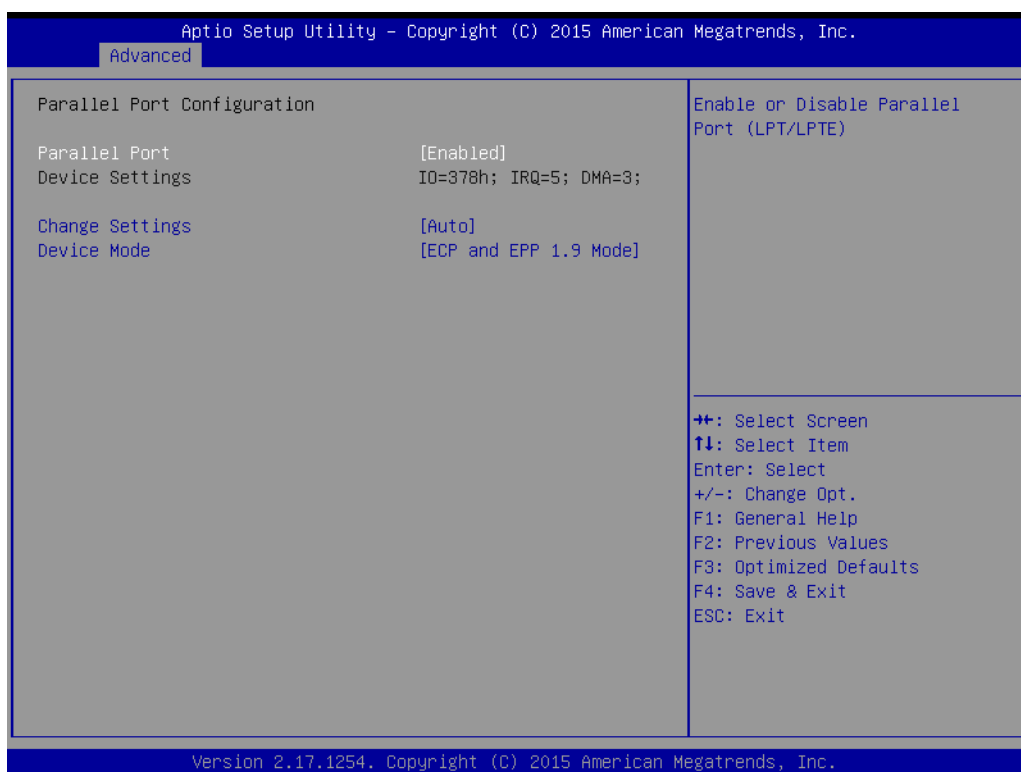 Aptio Setup Utility – Copyright (C) 2015 American Megatrends, Inc.
Advanced
Parallel Port Configuration
Parallel Port [Enabled]
Device Settings IO=378h; IRQ=5; DMA=3;
Change Settings [Auto]
Device Mode [ECP and EPP 1.9 Mode]
Enable or Disable Parallel
Port (LPT/LPTE)
→←: Select Screen
↑↓: Select Item
Enter: Select
+/-: Change Opt.
F1: General Help
F2: Previous Values
F3: Optimized Defaults
F4: Save & Exit
ESC: Exit
Version 2.17.1254. Copyright (C) 2015 American Megatrends, Inc.